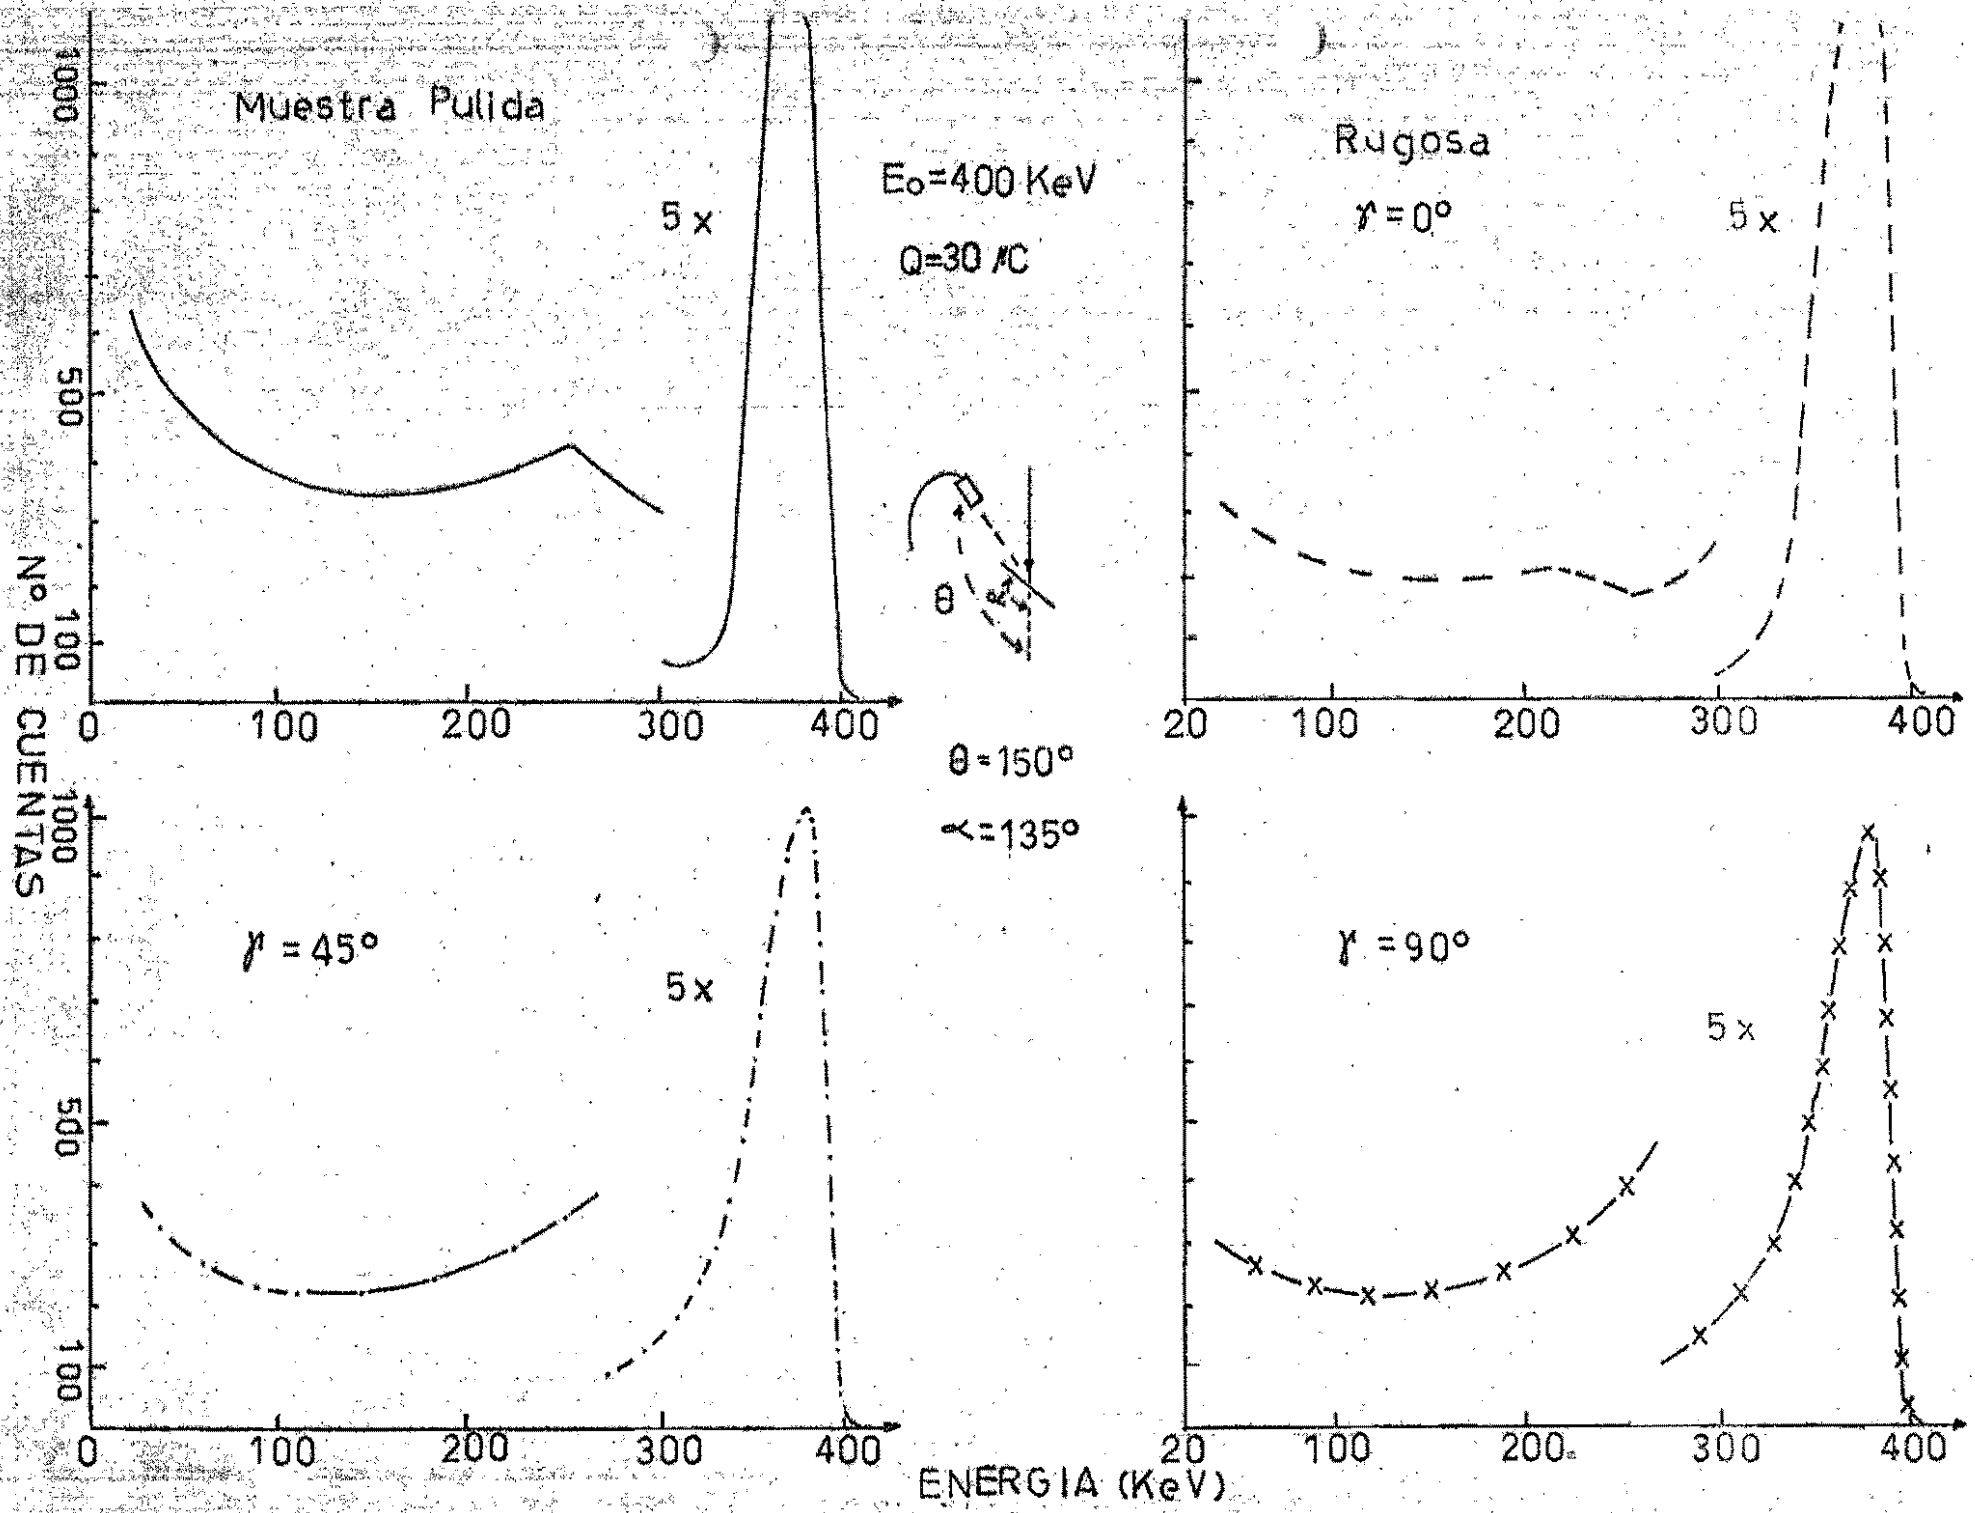 Nº DE CUENTAS
1000
500
100
Muestra Pulida
5 x
0 100 200 300 400
E₀=400 KeV
Q=30 μC
θ
R
θ=150°
α=135°
Rugosa
γ=0°
5 x
20 100 200 300 400
1000
500
100
γ = 45°
5 x
0 100 200 300 400
γ = 90°
5 x
20 100 200 300 400
ENERGIA (KeV)